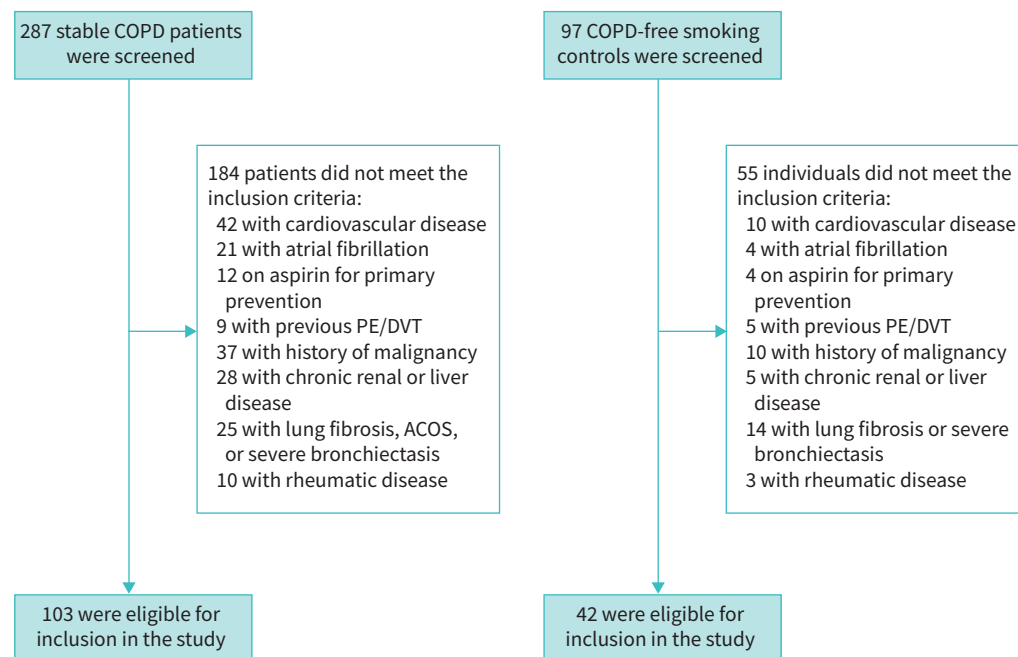 287 stable COPD patients
were screened
184 patients did not meet the
inclusion criteria:
42 with cardiovascular disease
21 with atrial fibrillation
12 on aspirin for primary
prevention
9 with previous PE/DVT
37 with history of malignancy
28 with chronic renal or liver
disease
25 with lung fibrosis, ACOS,
or severe bronchiectasis
10 with rheumatic disease
103 were eligible for
inclusion in the study
97 COPD-free smoking
controls were screened
55 individuals did not meet the
inclusion criteria:
10 with cardiovascular disease
4 with atrial fibrillation
4 on aspirin for primary
prevention
5 with previous PE/DVT
10 with history of malignancy
5 with chronic renal or liver
disease
14 with lung fibrosis or severe
bronchiectasis
3 with rheumatic disease
42 were eligible for
inclusion in the study